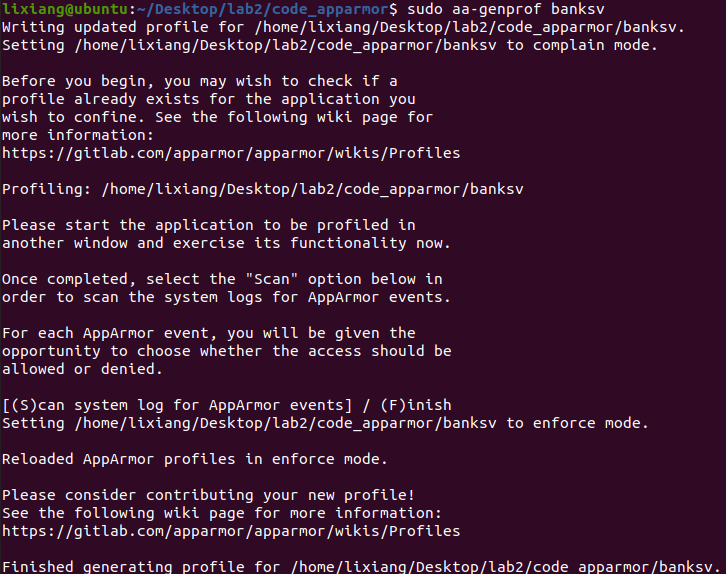 lixiang@ubuntu:~/Desktop/lab2/code_apparmor$ sudo aa-genprof banksv
Writing updated profile for /home/lixiang/Desktop/lab2/code_apparmor/banksv.
Setting /home/lixiang/Desktop/lab2/code_apparmor/banksv to complain mode.
Before you begin, you may wish to check if a
profile already exists for the application you
wish to confine. See the following wiki page for
more information:
https://gitlab.com/apparmor/apparmor/wikis/Profiles
Profiling: /home/lixiang/Desktop/lab2/code_apparmor/banksv
Please start the application to be profiled in
another window and exercise its functionality now.
Once completed, select the "Scan" option below in
order to scan the system logs for AppArmor events.
For each AppArmor event, you will be given the
opportunity to choose whether the access should be
allowed or denied.
[(S)can system log for AppArmor events] / (F)inish
Setting /home/lixiang/Desktop/lab2/code_apparmor/banksv to enforce mode.
Reloaded AppArmor profiles in enforce mode.
Please consider contributing your new profile!
See the following wiki page for more information:
https://gitlab.com/apparmor/apparmor/wikis/Profiles
Finished generating profile for /home/lixiang/Desktop/lab2/code_apparmor/banksv.